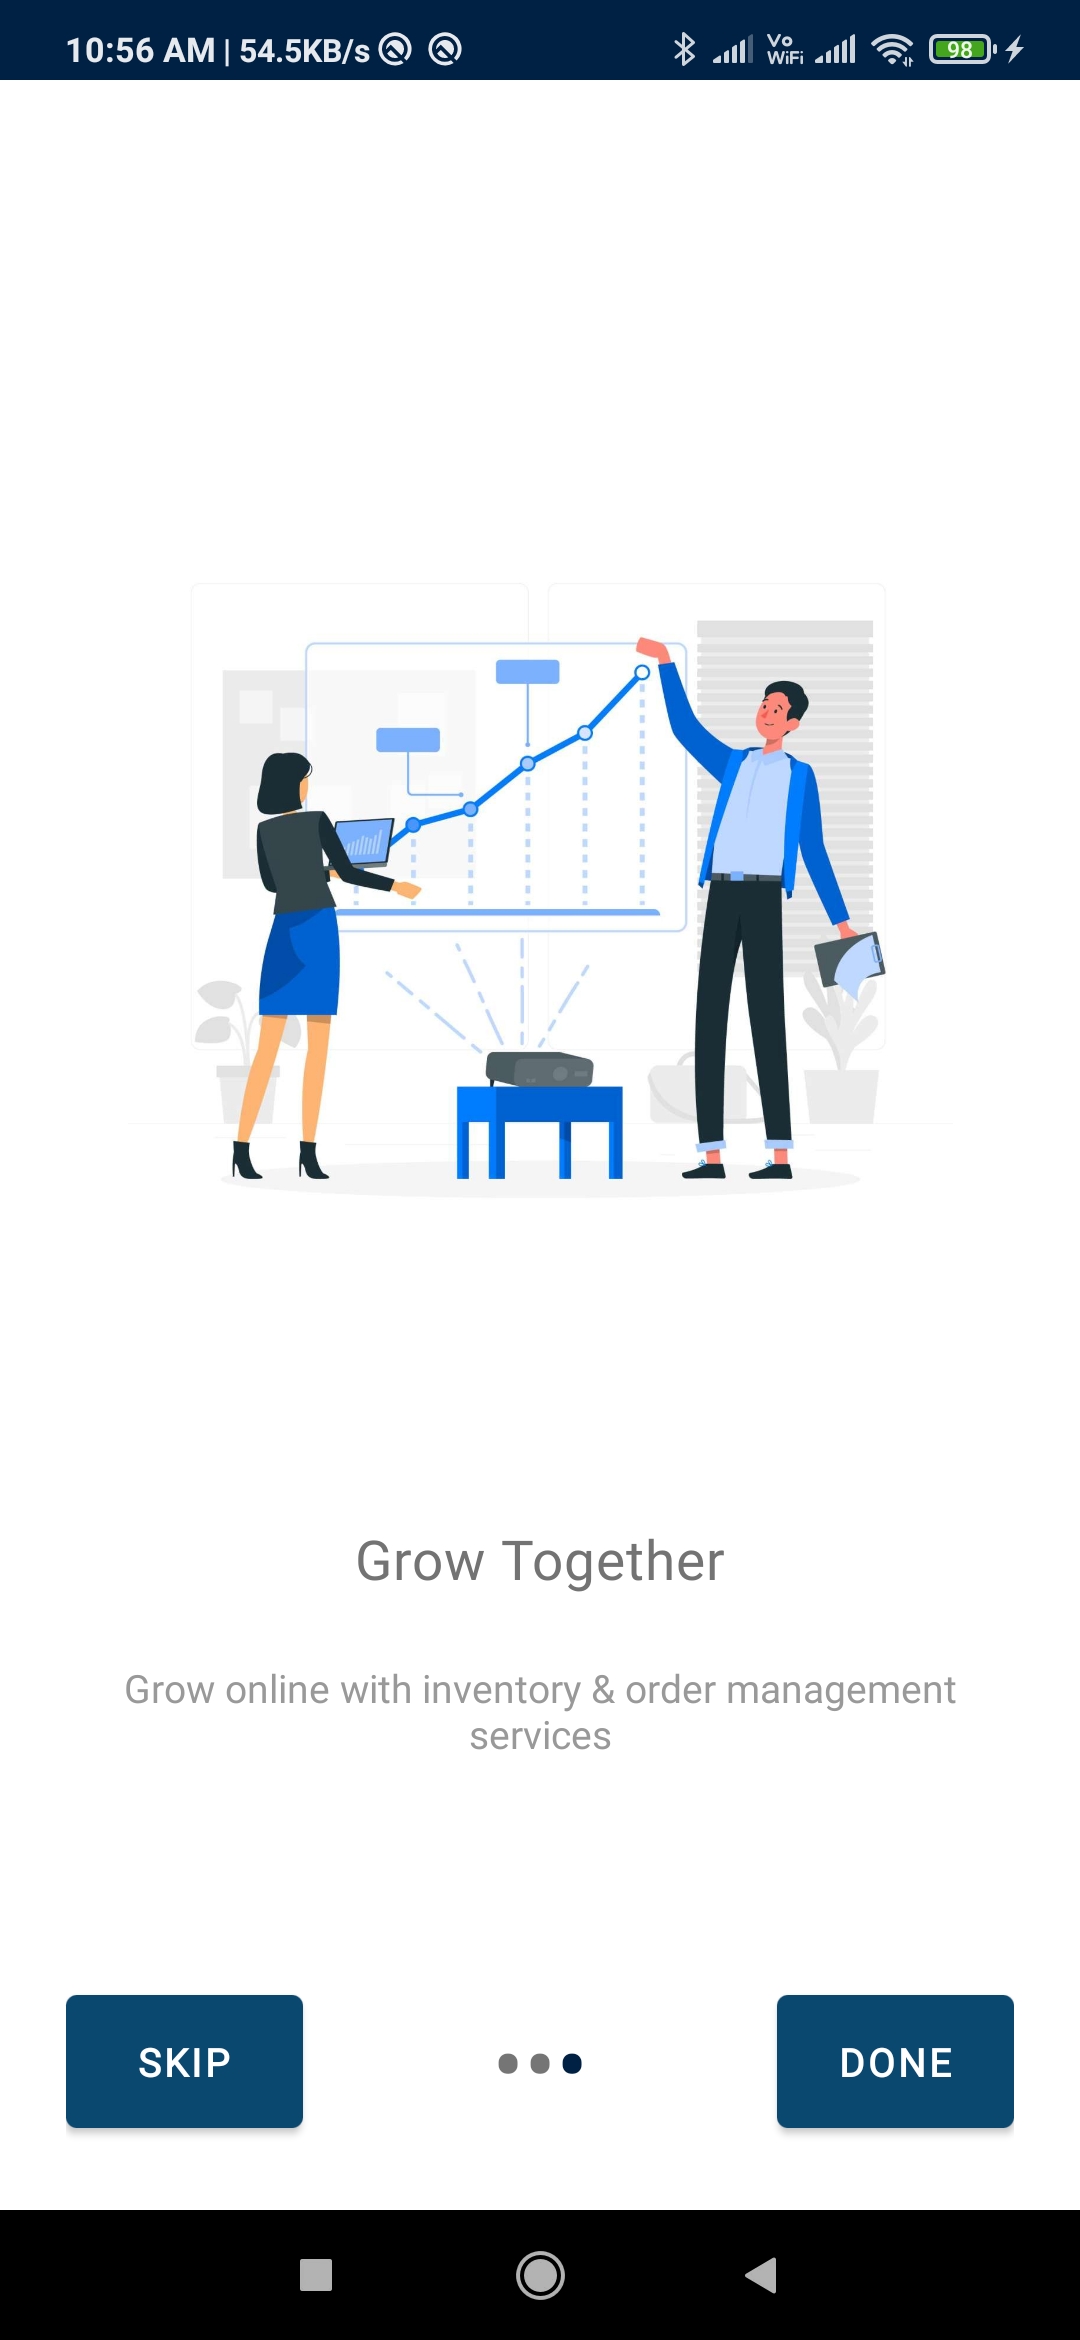 10:56 AM | 54.5KB/s
Vo
WiFi
98
Grow Together
Grow online with inventory & order management
services
SKIP
DONE